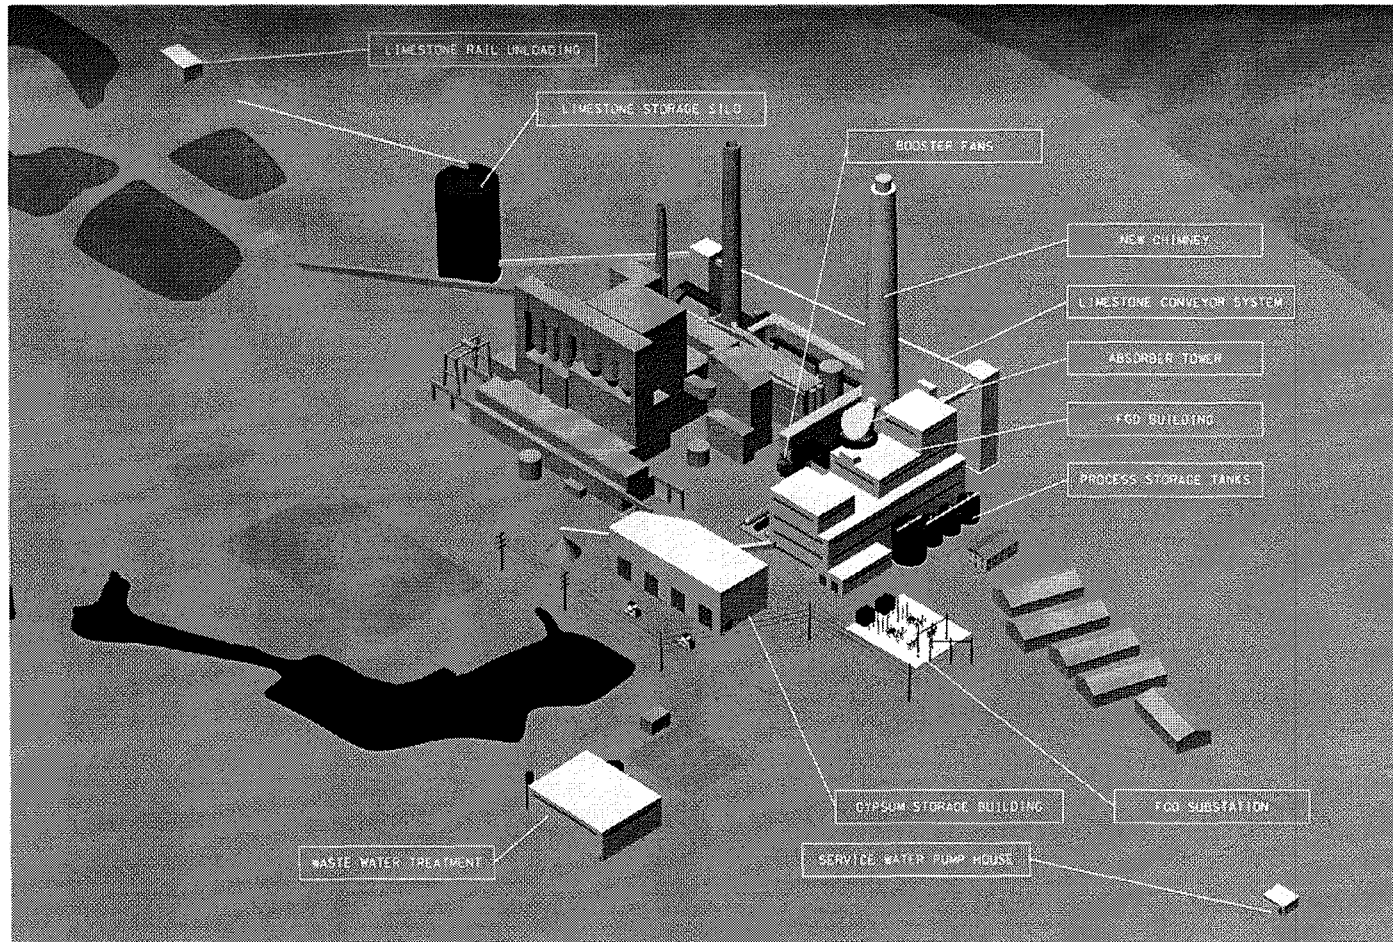 LIMESTONE RAIL UNLOADING
LIMESTONE STORAGE SILO
BOOSTER FANS
NEW CHIMNEY
LIMESTONE CONVEYOR SYSTEM
ABSORBER TOWER
FGD BUILDING
PROCESS STORAGE TANKS
GYPSUM STORAGE BUILDING
FGD SUBSTATION
WASTE WATER TREATMENT
SERVICE WATER PUMP HOUSE